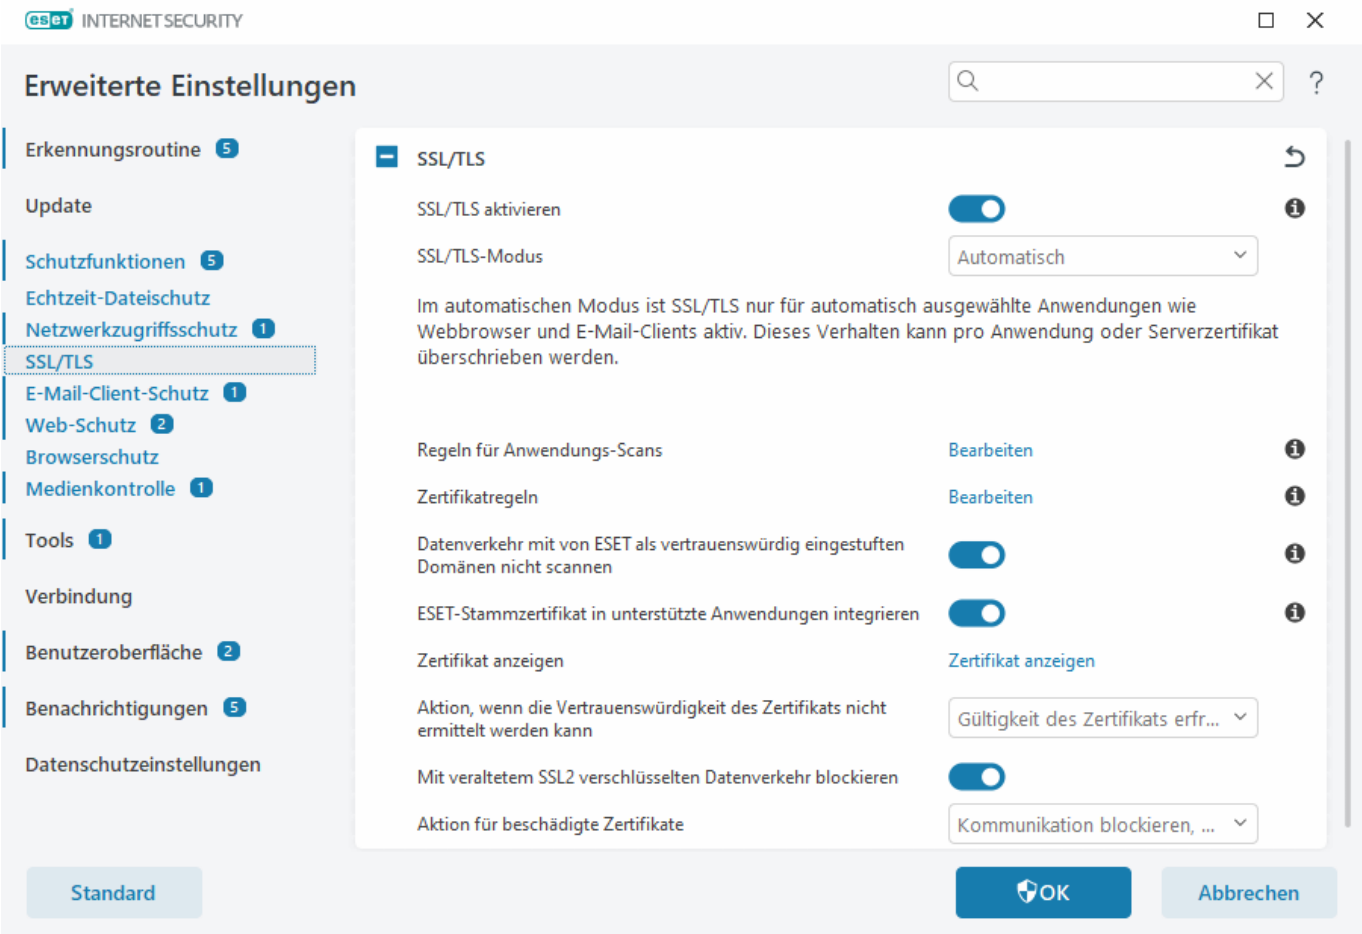 eset INTERNET SECURITY
Erweiterte Einstellungen
?
Erkennungsroutine 5
Update
Schutzfunktionen 5
Echtzeit-Dateischutz
Netzwerkzugriffsschutz 1
SSL/TLS
E-Mail-Client-Schutz 1
Web-Schutz 2
Browserschutz
Medienkontrolle 1
Tools 1
Verbindung
Benutzeroberfläche 2
Benachrichtigungen 5
Datenschutzeinstellungen
SSL/TLS
SSL/TLS aktivieren
SSL/TLS-Modus
Automatisch
Im automatischen Modus ist SSL/TLS nur für automatisch ausgewählte Anwendungen wie
Webbrowser und E-Mail-Clients aktiv. Dieses Verhalten kann pro Anwendung oder Serverzertifikat
überschrieben werden.
Regeln für Anwendungs-Scans
Bearbeiten
Zertifikatregeln
Bearbeiten
Datenverkehr mit von ESET als vertrauenswürdig eingestuften
Domänen nicht scannen
ESET-Stammzertifikat in unterstützte Anwendungen integrieren
Zertifikat anzeigen
Zertifikat anzeigen
Aktion, wenn die Vertrauenswürdigkeit des Zertifikats nicht
ermittelt werden kann
Gültigkeit des Zertifikats erfr...
Mit veraltetem SSL2 verschlüsselten Datenverkehr blockieren
Aktion für beschädigte Zertifikate
Kommunikation blockieren, ...
Standard
OK
Abbrechen